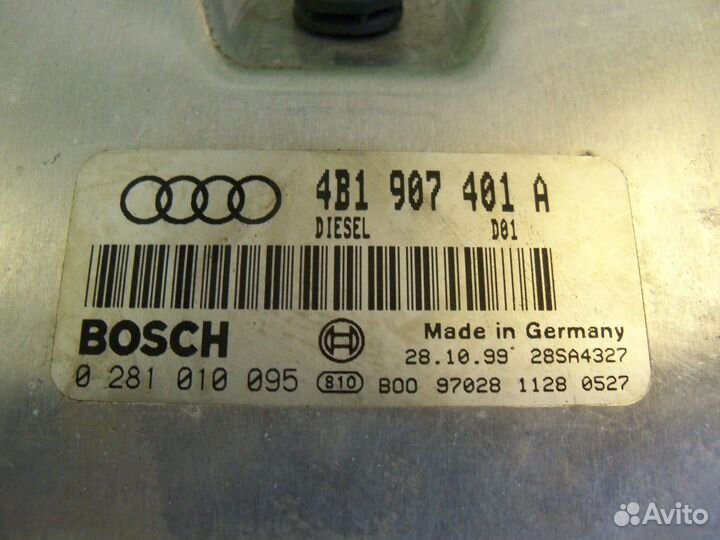 4B1 907 401 A
DIESEL D01
BOSCH
Made in Germany
28.10.99 28SA4327
0 281 010 095 810 B00 97028 1128 0527
Avito